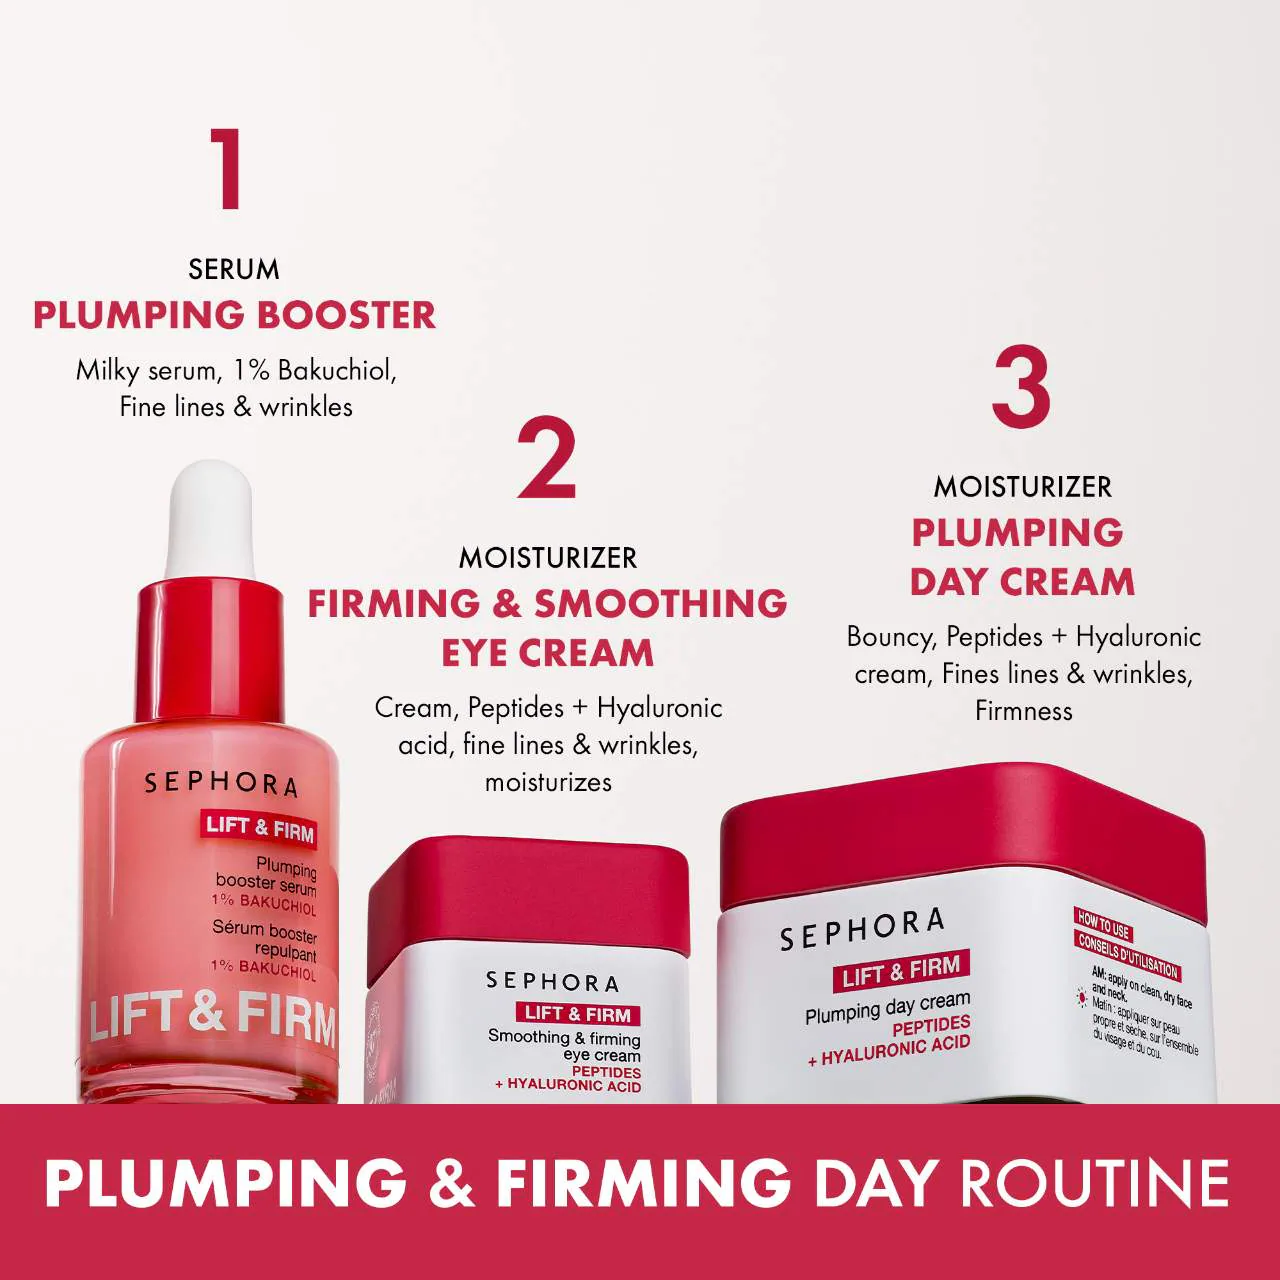 1
SERUM
PLUMPING BOOSTER
Milky serum, 1% Bakuchiol,
Fine lines & wrinkles
2
MOISTURIZER
FIRMING & SMOOTHING
EYE CREAM
Cream, Peptides + Hyaluronic
acid, fine lines & wrinkles,
moisturizes
3
MOISTURIZER
PLUMPING
DAY CREAM
Bouncy, Peptides + Hyaluronic
cream, Fines lines & wrinkles,
Firmness
SEPHORA
LIFT & FIRM
Plumping
booster serum
1% BAKUCHIOL
Sérum booster
repulpant
1% BAKUCHIOL
LIFT & FIRM
SEPHORA
LIFT & FIRM
Smoothing & firming
eye cream
PEPTIDES
+ HYALURONIC ACID
SEPHORA
LIFT & FIRM
Plumping day cream
PEPTIDES
+ HYALURONIC ACID
HOW TO USE
CONSEILS D'UTILISATION
AM: apply on clean, dry face
and neck.
Matin : appliquer sur peau
propre et sèche, sur l'ensemble
du visage et du cou.
PLUMPING & FIRMING DAY ROUTINE